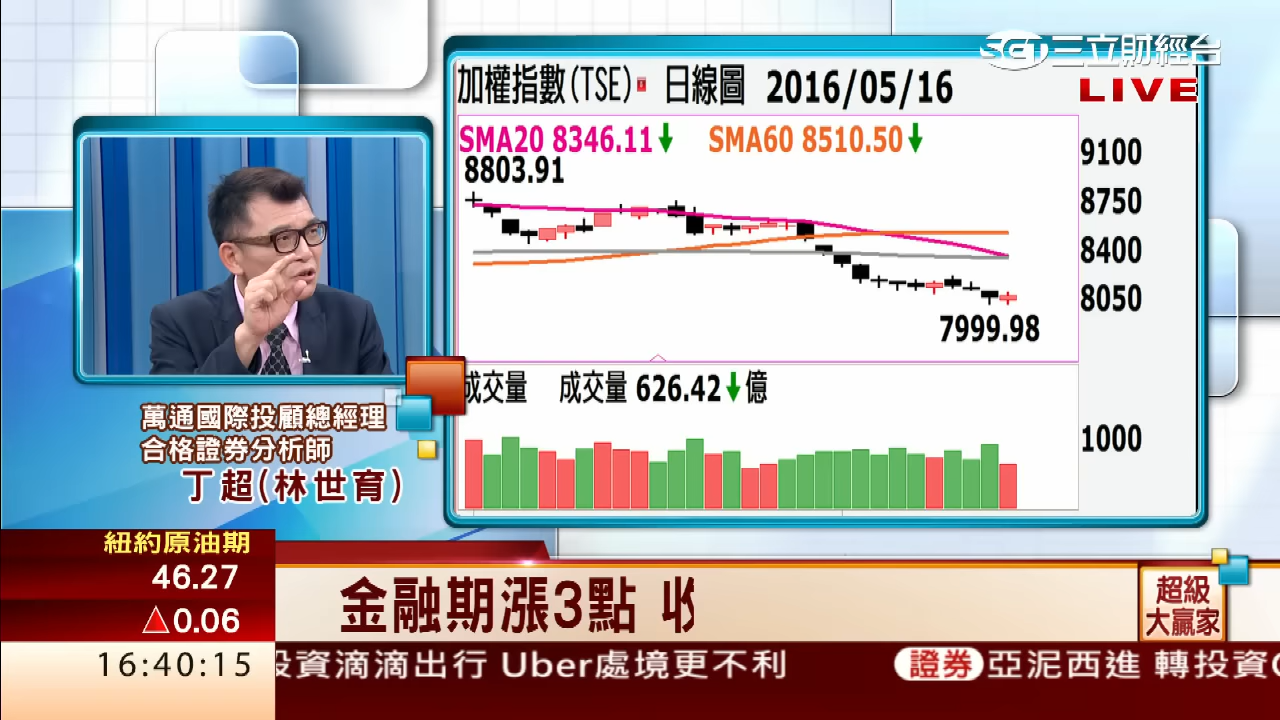 SET三立財經台
LIVE
加權指數(TSE) 日線圖 2016/05/16
SMA20 8346.11↓ SMA60 8510.50↓
8803.91
9100
8750
8400
8050
7999.98
成交量 成交量 626.42↓億
1000
萬通國際投顧總經理
合格證券分析師
丁超(林世育)
紐約原油期
46.27
△0.06
16:40:15
金融期漲3點 收
超級
大贏家
投資滴滴出行 Uber處境更不利
證券 亞泥西進 轉投資